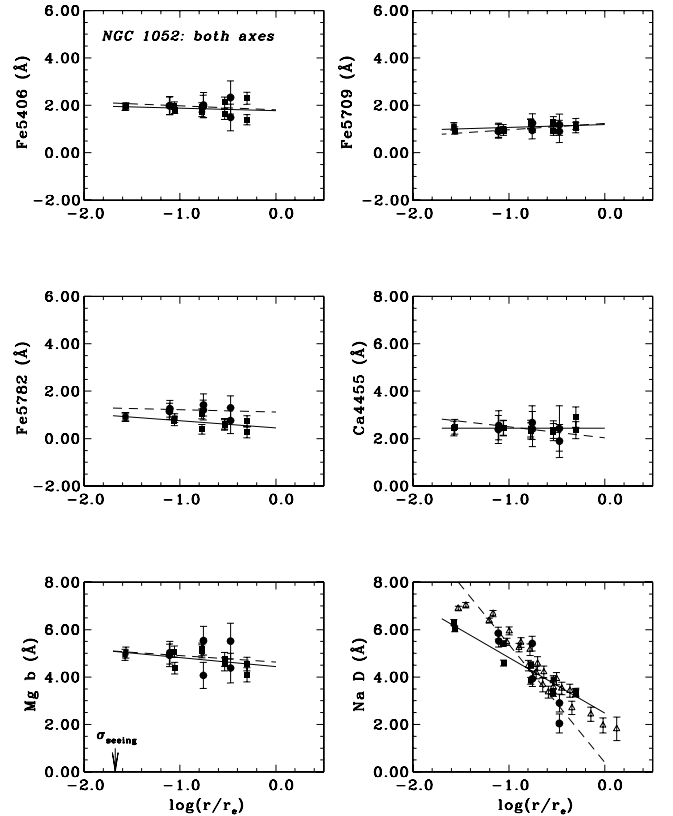 6.00 6.00
NGC 1052: both axes
4.00 4.00
Fe5406 (Å) Fe5709 (Å)
2.00 2.00
0.00 0.00
−2.00 −2.00
−2.0 −1.0 0.0 −2.0 −1.0 0.0
6.00 8.00
4.00 6.00
Fe5782 (Å) Ca4455 (Å)
2.00 4.00
0.00 2.00
−2.00 0.00
−2.0 −1.0 0.0 −2.0 −1.0 0.0
8.00 8.00
6.00 6.00
Mg b (Å) Na D (Å)
4.00 4.00
2.00 2.00
σseeing
0.00 0.00
−2.0 −1.0 0.0 −2.0 −1.0 0.0
log(r/re) log(r/re)